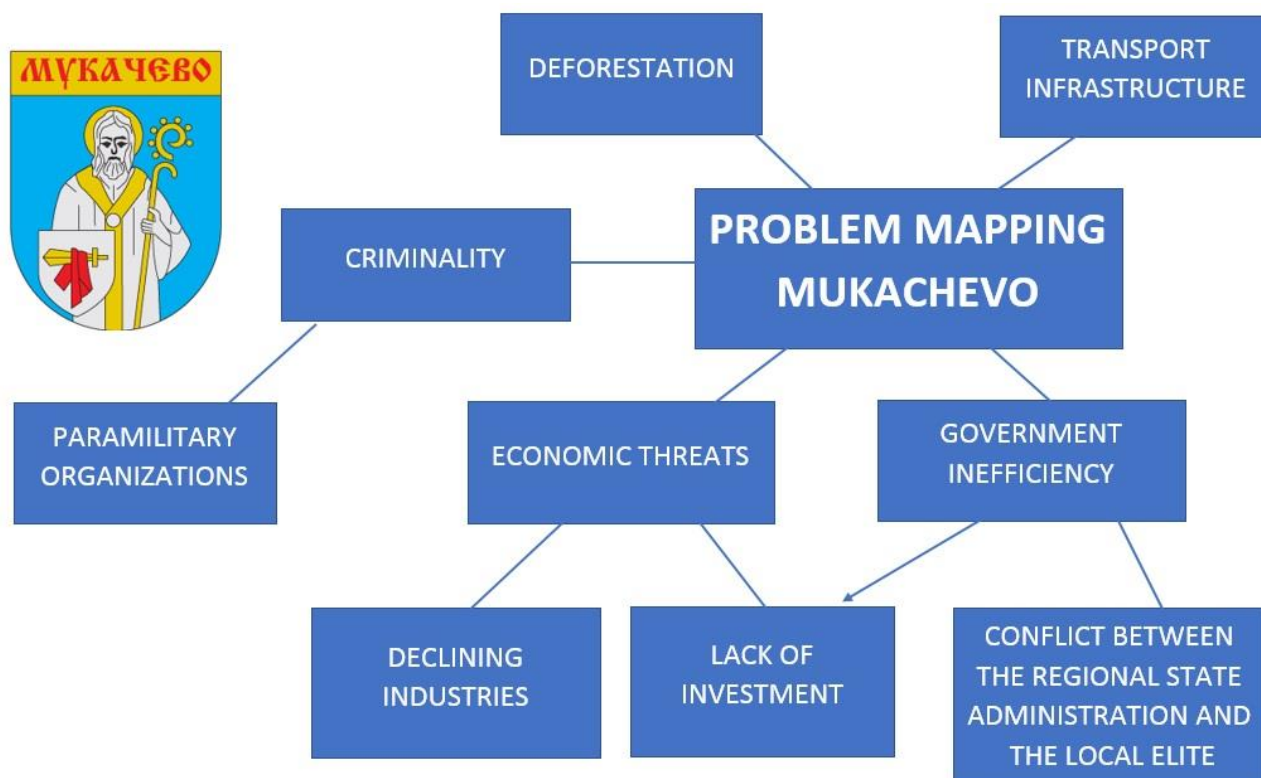 МУКАЧЕВО
DEFORESTATION
TRANSPORT
INFRASTRUCTURE
PROBLEM MAPPING
MUKACHEVO
CRIMINALITY
PARAMILITARY
ORGANIZATIONS
ECONOMIC THREATS
GOVERNMENT
INEFFICIENCY
DECLINING
INDUSTRIES
LACK OF
INVESTMENT
CONFLICT BETWEEN
THE REGIONAL STATE
ADMINISTRATION AND
THE LOCAL ELITE